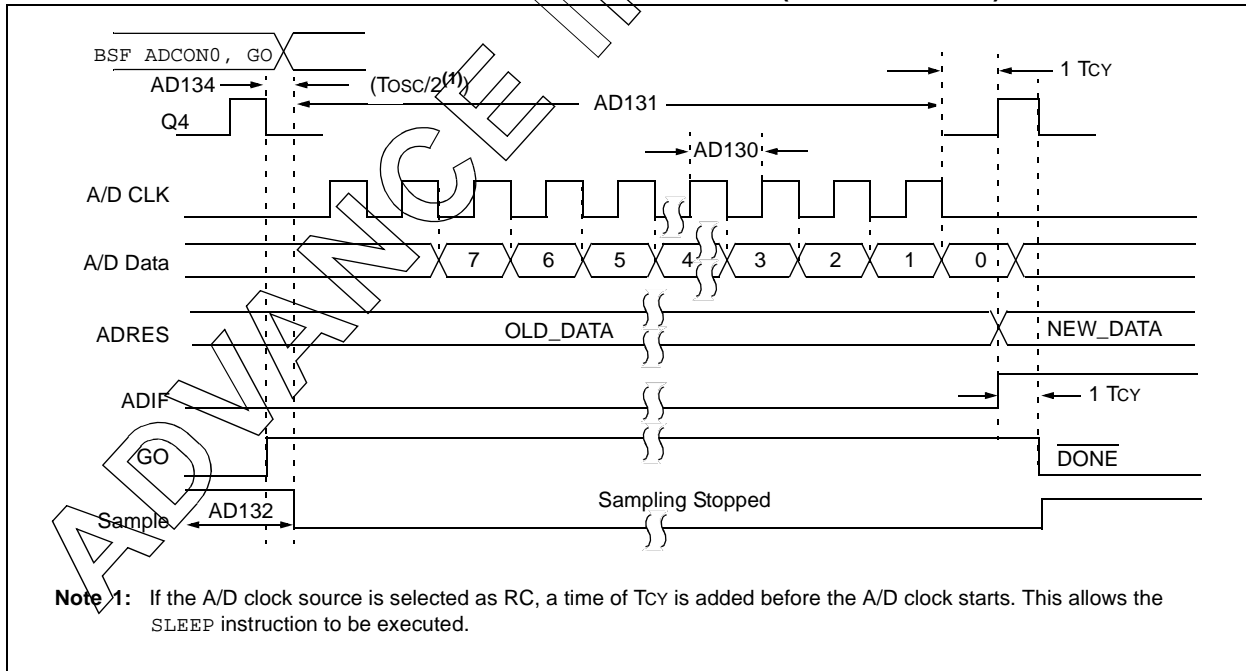 BSF ADCON0, GO
AD134
(TOSC/2(1))
AD131
1 TCY
Q4
AD130
A/D CLK
A/D Data
7 6 5 4 3 2 1 0
ADRES
OLD_DATA
NEW_DATA
ADIF
1 TCY
GO
DONE
Sample
AD132
Sampling Stopped
ADVANCE
Note 1: If the A/D clock source is selected as RC, a time of TCY is added before the A/D clock starts. This allows the
SLEEP instruction to be executed.